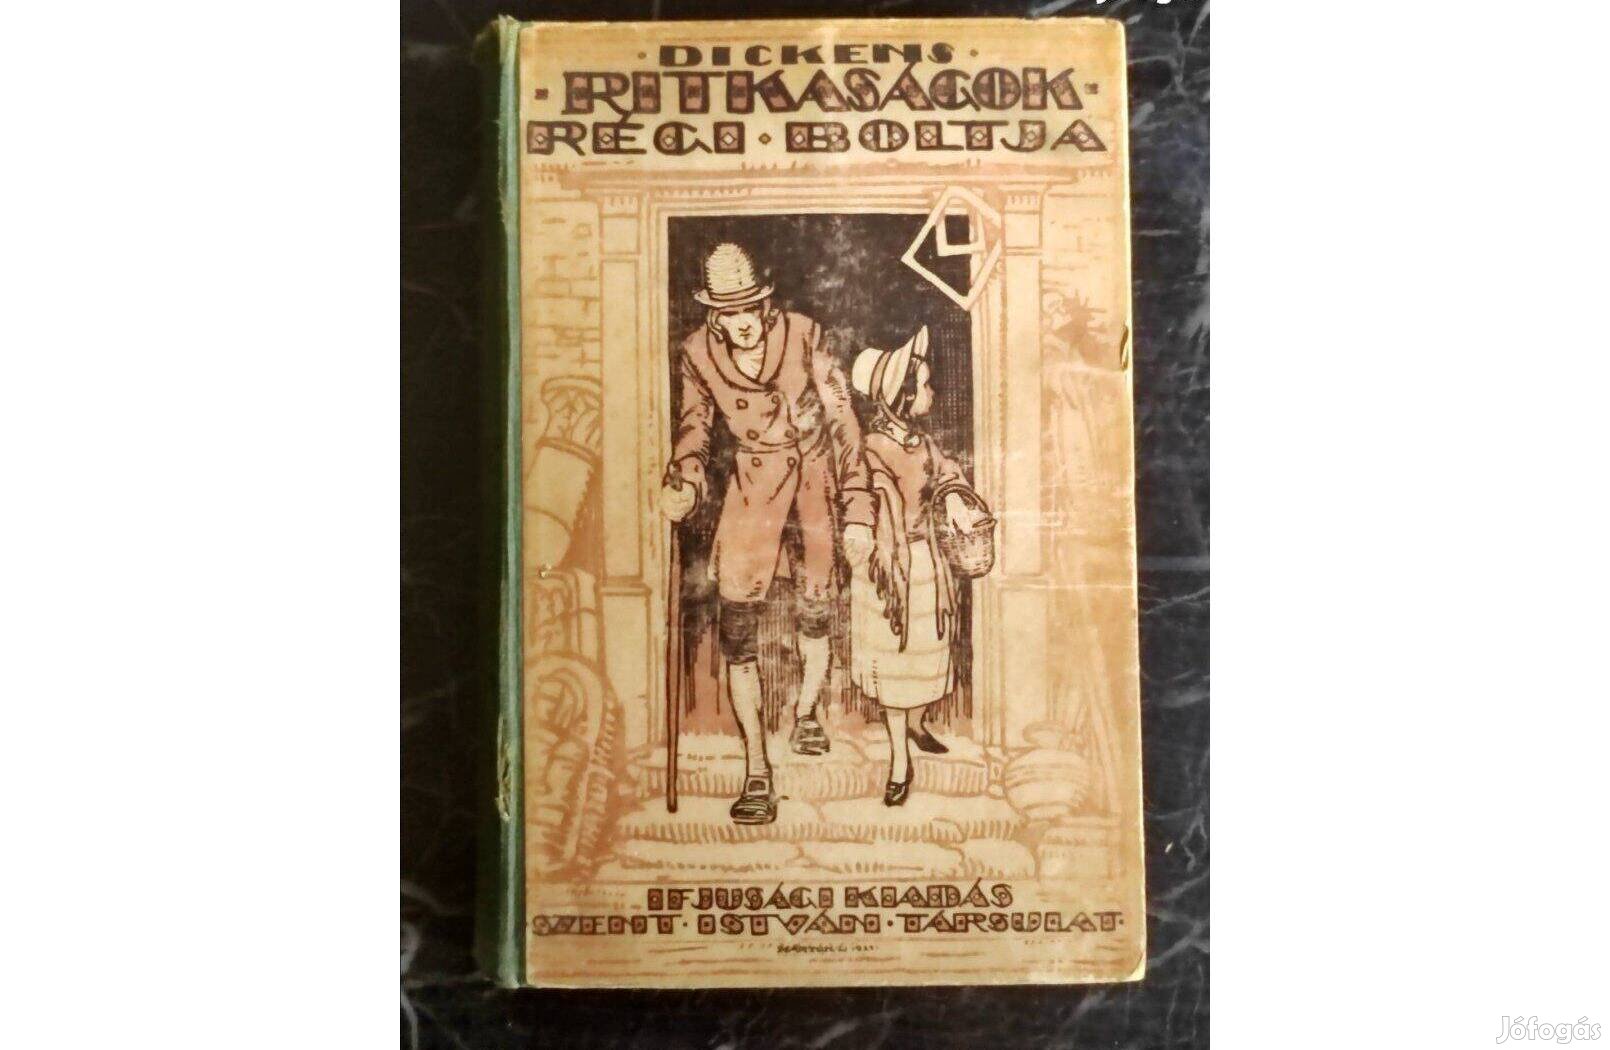 · DICKENS ·
· RITKASÁGOK ·
RÉGI · BOLTJA
IFJUSÁGI KIADÁS
· SZENT · ISTVÁN · TÁRSULAT ·
Jófogás